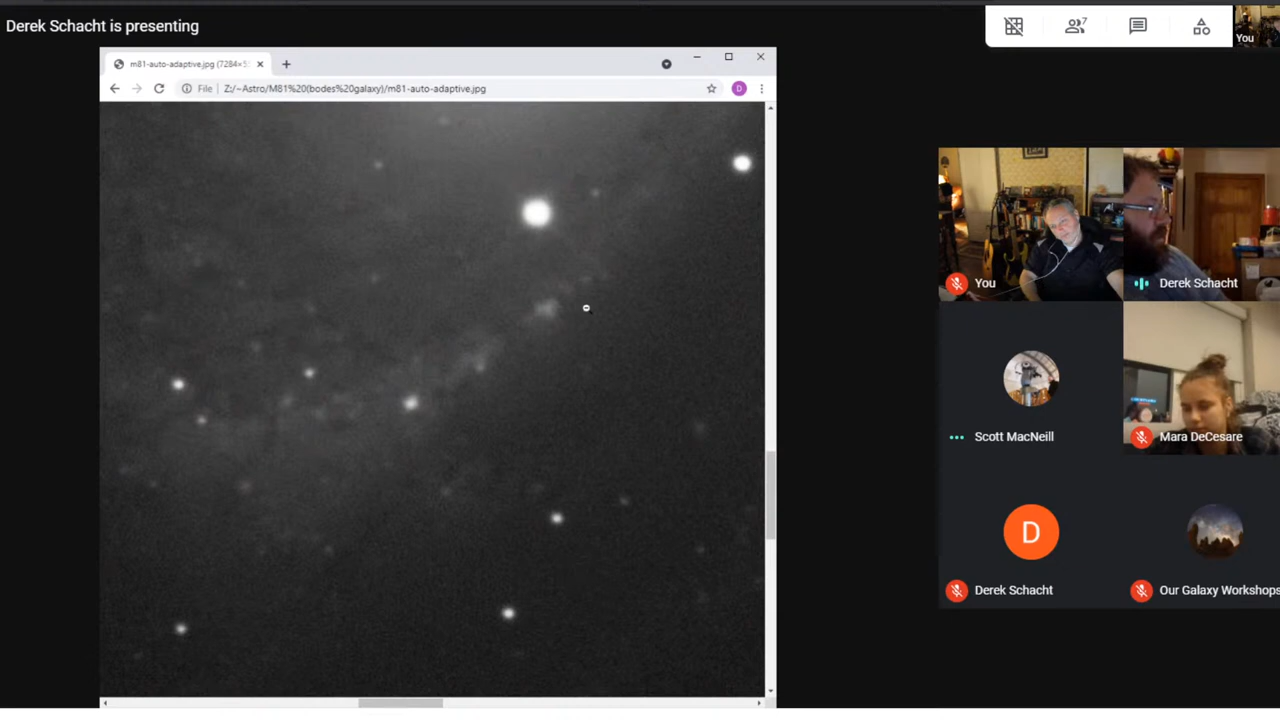 Derek Schacht is presenting
7
You
m81-auto-adaptive.jpg (7284×5
File
Z:/~Astro/M81%20(bodes%20galaxy)/m81-auto-adaptive.jpg
D
You
Derek Schacht
Scott MacNeill
Mara DeCesare
D
Derek Schacht
Our Galaxy Workshops